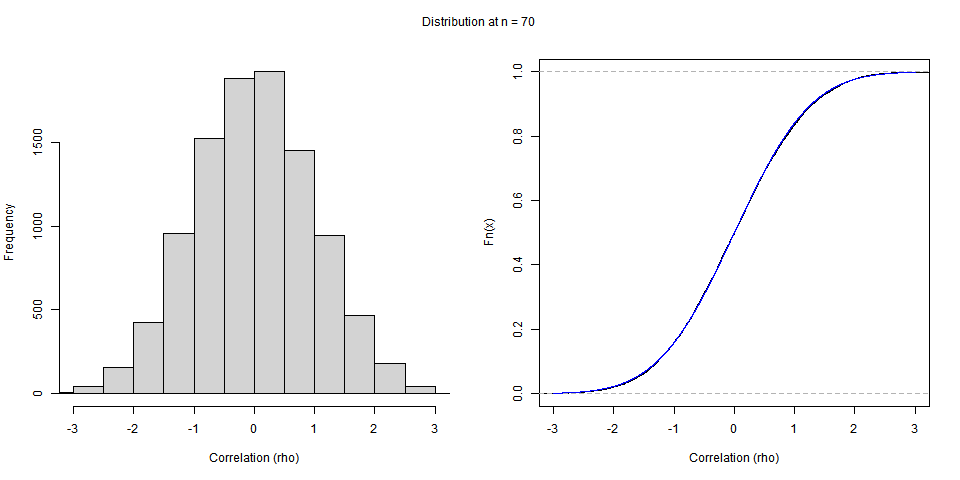 Distribution at n = 70
Frequency
0
500
1000
1500
-3 -2 -1 0 1 2 3
Correlation (rho)
Fn(x)
0.0
0.2
0.4
0.6
0.8
1.0
-3 -2 -1 0 1 2 3
Correlation (rho)